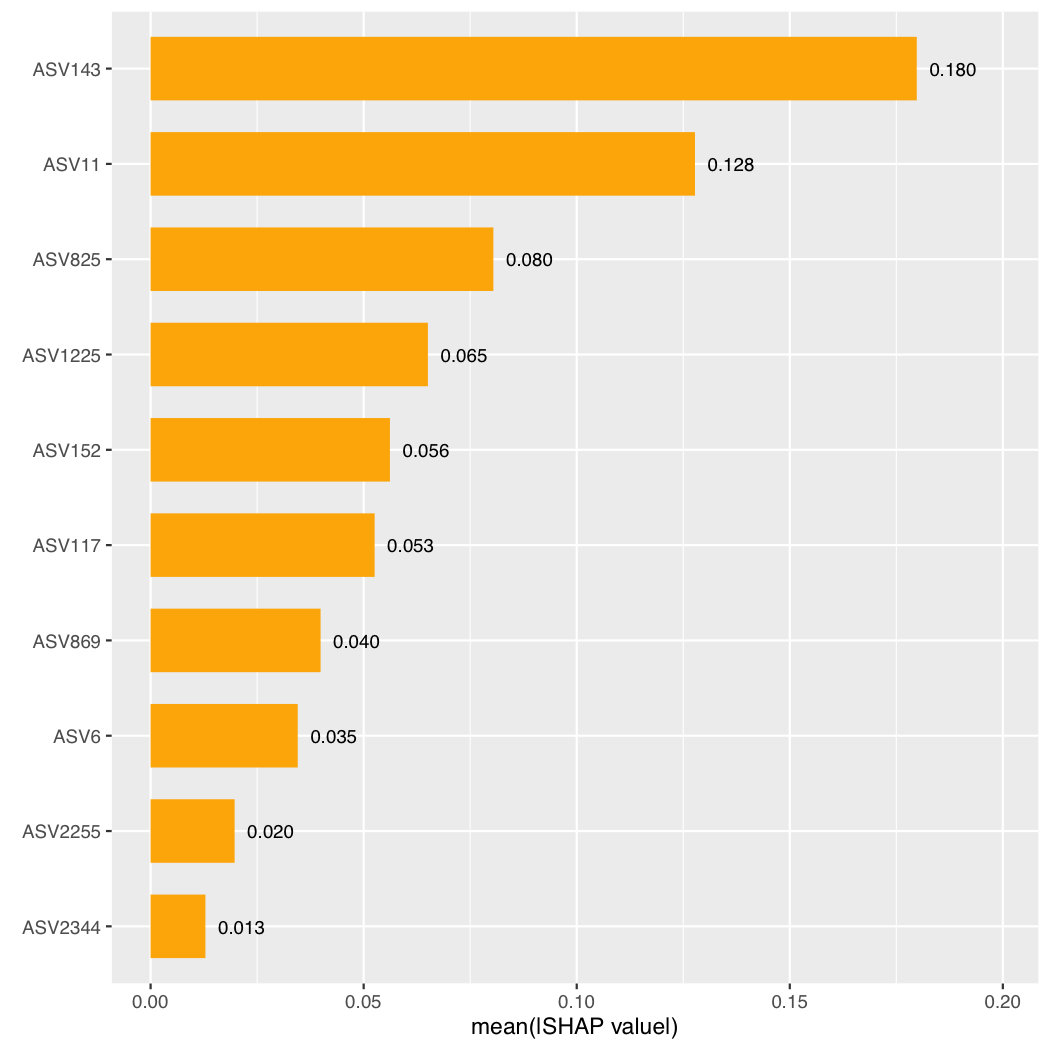 ASV143 0.180
ASV11 0.128
ASV825 0.080
ASV1225 0.065
ASV152 0.056
ASV117 0.053
ASV869 0.040
ASV6 0.035
ASV2255 0.020
ASV2344 0.013
0.00 0.05 0.10 0.15 0.20
mean(|SHAP value|)